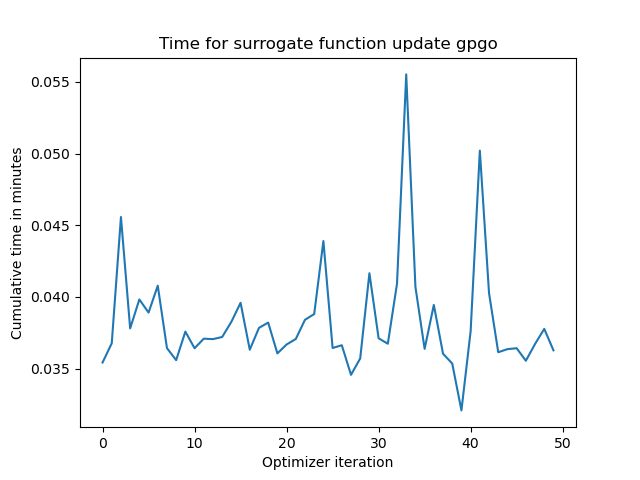 Time for surrogate function update gpgo
Cumulative time in minutes
0.055
0.050
0.045
0.040
0.035
0 10 20 30 40 50
Optimizer iteration